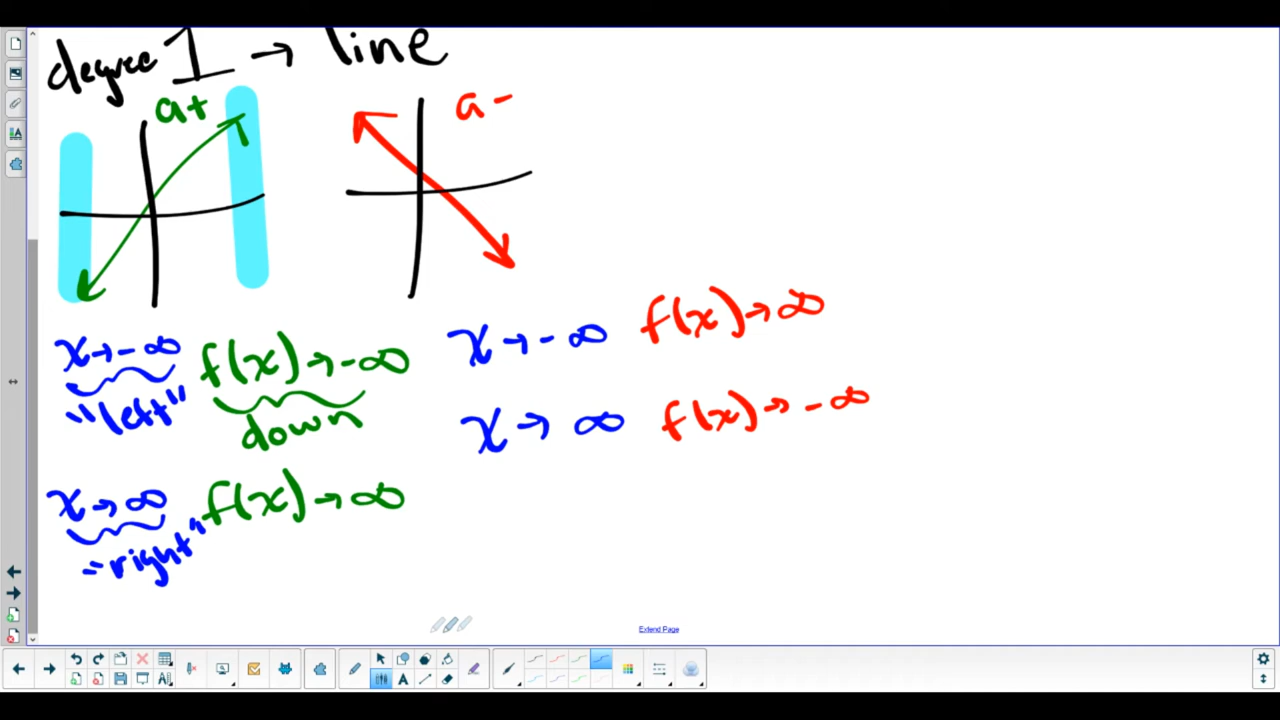 degree 1 → line
a+
a -
x → - ∞ f(x) → - ∞
"left" down
x → ∞ f(x) → ∞
"right"
x → - ∞ f(x) → ∞
x → ∞ f(x) → - ∞
Extend Page